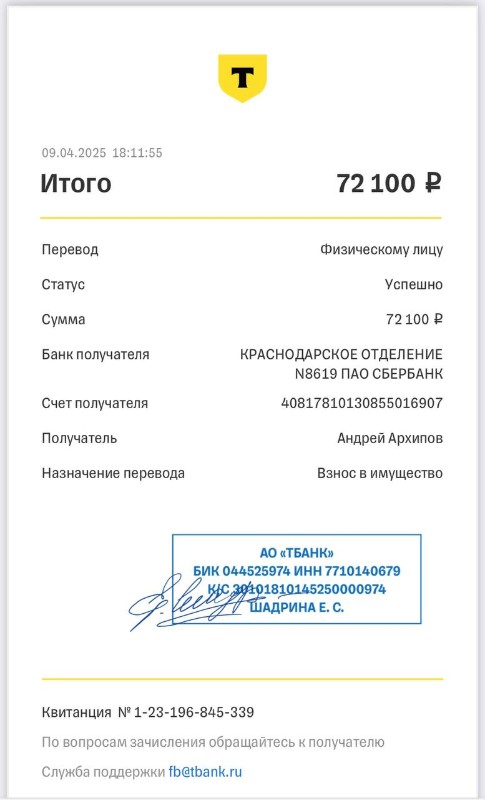 T
09.04.2025 18:11:55
Итого 72 100 ₽
Перевод Физическому лицу
Статус Успешно
Сумма 72 100 ₽
Банк получателя КРАСНОДАРСКОЕ ОТДЕЛЕНИЕ
N8619 ПАО СБЕРБАНК
Счет получателя 40817810130855016907
Получатель Андрей Архипов
Назначение перевода Взнос в имущество
АО «ТБАНК»
БИК 044525974 ИНН 7710140679
К/С 30101810145250000974
ШАДРИНА Е. С.
Квитанция № 1-23-196-845-339
По вопросам зачисления обращайтесь к получателю
Служба поддержки fb@tbank.ru